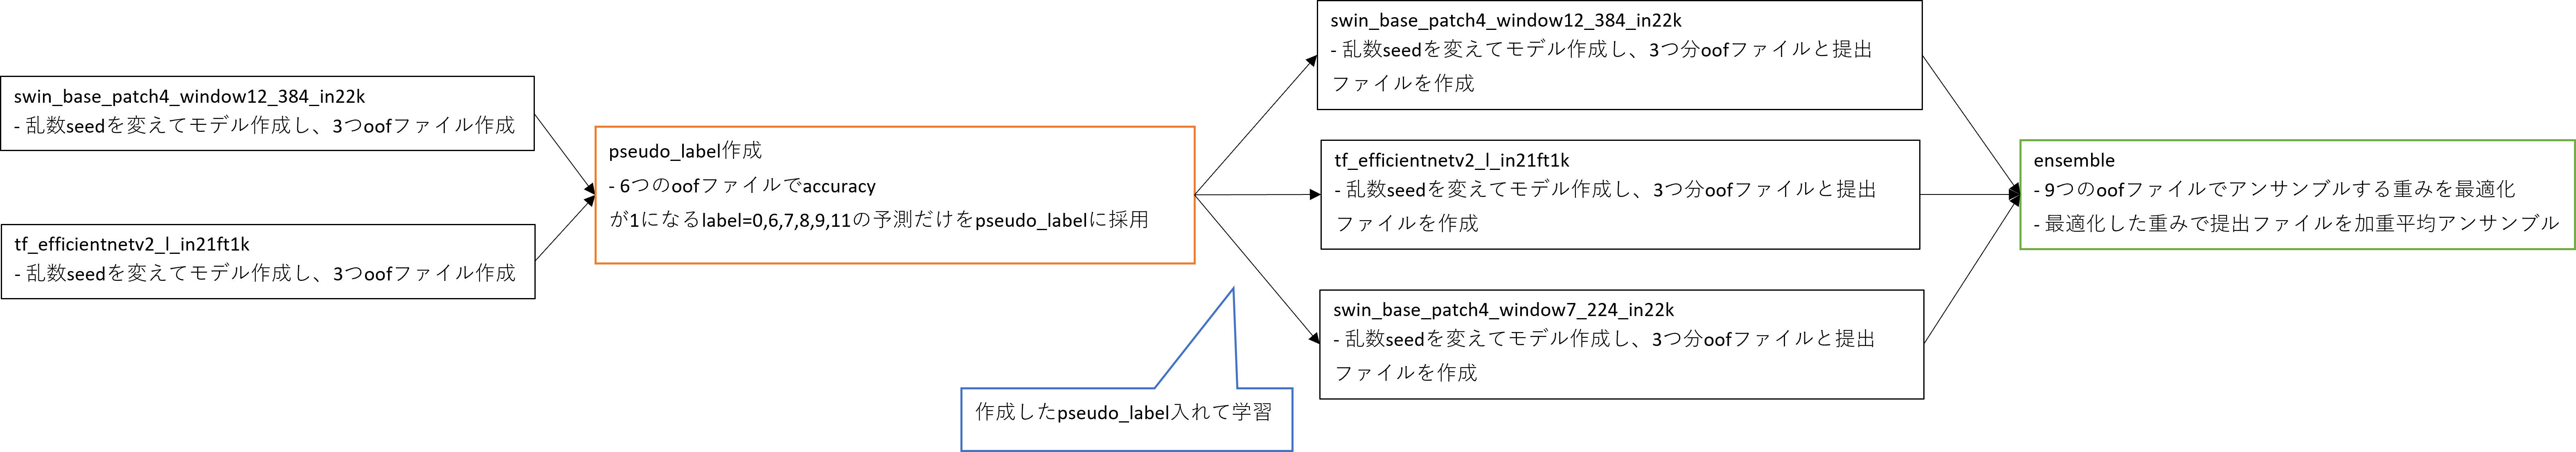 swin_base_patch4_window12_384_in22k
- 乱数seedを変えてモデル作成し、3つoofファイル作成
tf_efficientnetv2_l_in21ft1k
- 乱数seedを変えてモデル作成し、3つoofファイル作成
pseudo_label作成
- 6つのoofファイルでaccuracy
が1になるlabel=0,6,7,8,9,11の予測だけをpseudo_labelに採用
作成したpseudo_label入れて学習
swin_base_patch4_window12_384_in22k
- 乱数seedを変えてモデル作成し、3つ分oofファイルと提出
ファイルを作成
tf_efficientnetv2_l_in21ft1k
- 乱数seedを変えてモデル作成し、3つ分oofファイルと提出
ファイルを作成
swin_base_patch4_window7_224_in22k
- 乱数seedを変えてモデル作成し、3つ分oofファイルと提出
ファイルを作成
ensemble
- 9つのoofファイルでアンサンブルする重みを最適化
- 最適化した重みで提出ファイルを加重平均アンサンブル